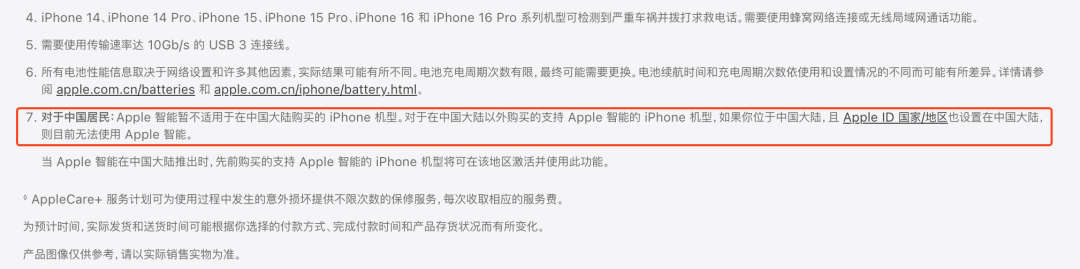 4. iPhone 14、iPhone 14 Pro、iPhone 15、iPhone 15 Pro、iPhone 16 和 iPhone 16 Pro 系列机型可检测到严重车祸并拨打求救电话。需要使用蜂窝网络连接或无线局域网通话功能。
5. 需要使用传输速率达 10Gb/s 的 USB 3 连接线。
6. 所有电池性能信息取决于网络设置和许多其他因素，实际结果可能有所不同。电池充电周期次数有限，最终可能需要更换。电池续航时间和充电周期次数依使用和设置情况的不同而可能有所差异。详情请参
阅 apple.com.cn/batteries 和 apple.com.cn/iphone/battery.html。
7. 对于中国居民：Apple 智能暂不适用于在中国大陆购买的 iPhone 机型。对于在中国大陆以外购买的支持 Apple 智能的 iPhone 机型，如果你位于中国大陆，且 Apple ID 国家/地区也设置在中国大陆，
则目前无法使用 Apple 智能。
当 Apple 智能在中国大陆推出时，先前购买的支持 Apple 智能的 iPhone 机型将可在该地区激活并使用此功能。
◊ AppleCare+ 服务计划可为使用过程中发生的意外损坏提供不限次数的保修服务，每次收取相应的服务费。
为预计时间，实际发货和送货时间可能根据你选择的付款方式、完成付款时间和产品存货状况而有所变化。
产品图像仅供参考，请以实际销售实物为准。